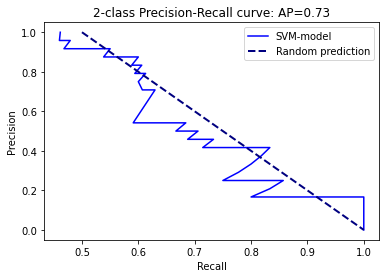 2-class Precision-Recall curve: AP=0.73
SVM-model
Random prediction
Precision
1.0
0.8
0.6
0.4
0.2
0.0
0.5
0.6
0.7
0.8
0.9
1.0
Recall